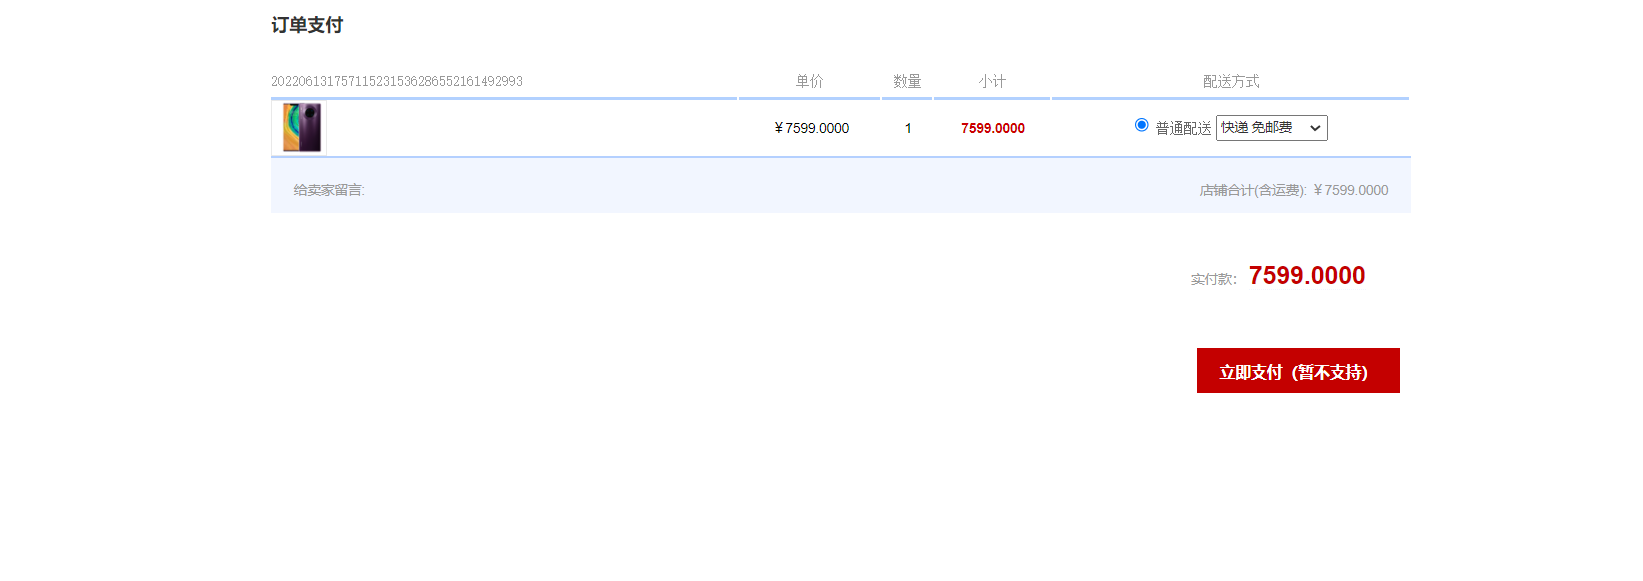 订单支付
20220613175711523153628655216149​2993 单价 数量 小计 配送方式
￥7599.0000 1 7599.0000 普通配送 快递 免邮费
给卖家留言: 店铺合计(含运费): ￥7599.0000
实付款： 7599.0000
立即支付（暂不支持）